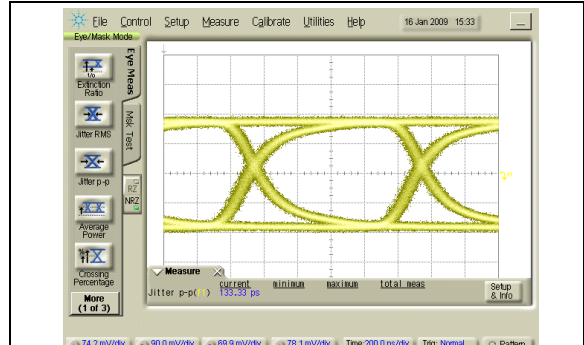 File Control Setup Measure Calibrate Utilities Help 16 Jan 2009 15:33
Eye/Mask Mode
Eye Meas
Msk Test
Extinction
Ratio
Jitter RMS
Jitter p-p
RZ
NRZ
Average
Power
Crossing
Percentage
More
(1 of 3)
Measure
current minimum maximum total meas
Jitter p-p( ) 133.33 ps
Setup
& Info
74.2 mV/div 90.0 mV/div 69.9 mV/div 78.1 mV/div Time:200.0 ps/div Trig: Normal Pattern